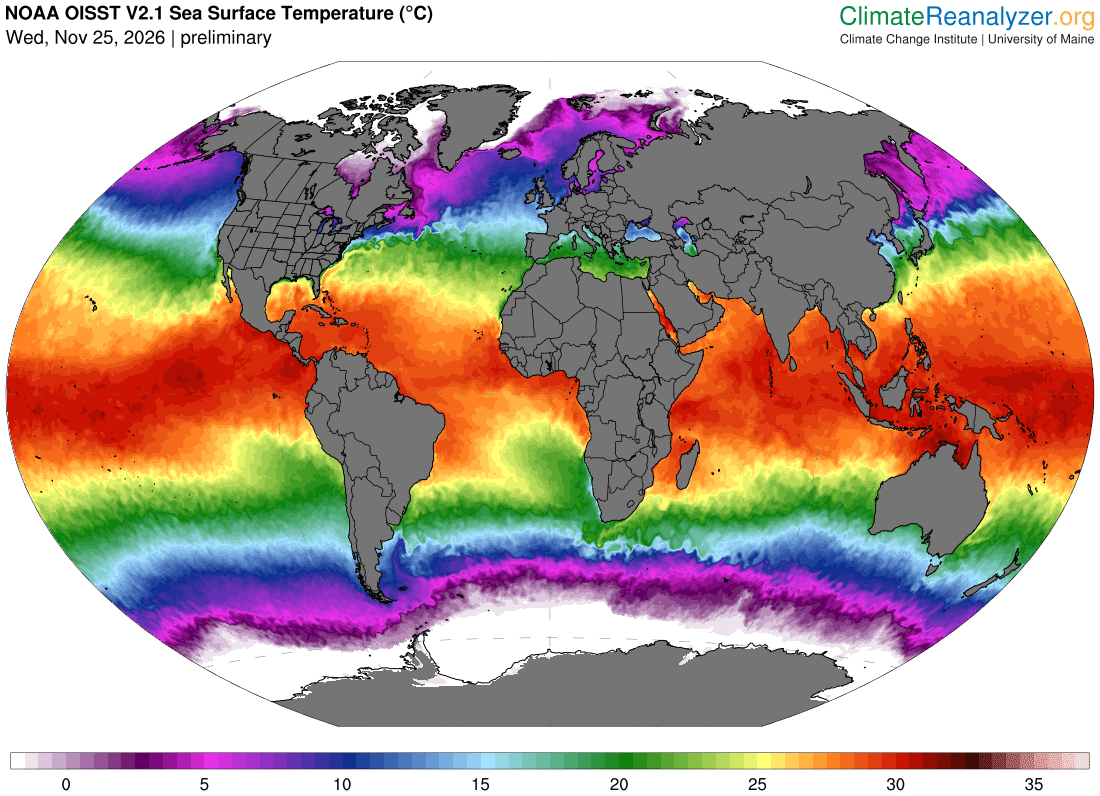 NOAA OISST V2.1 Sea Surface Temperature (°C)
Wed, Nov 25, 2026 | preliminary
ClimateReanalyzer.org
Climate Change Institute | University of Maine
0 5 10 15 20 25 30 35